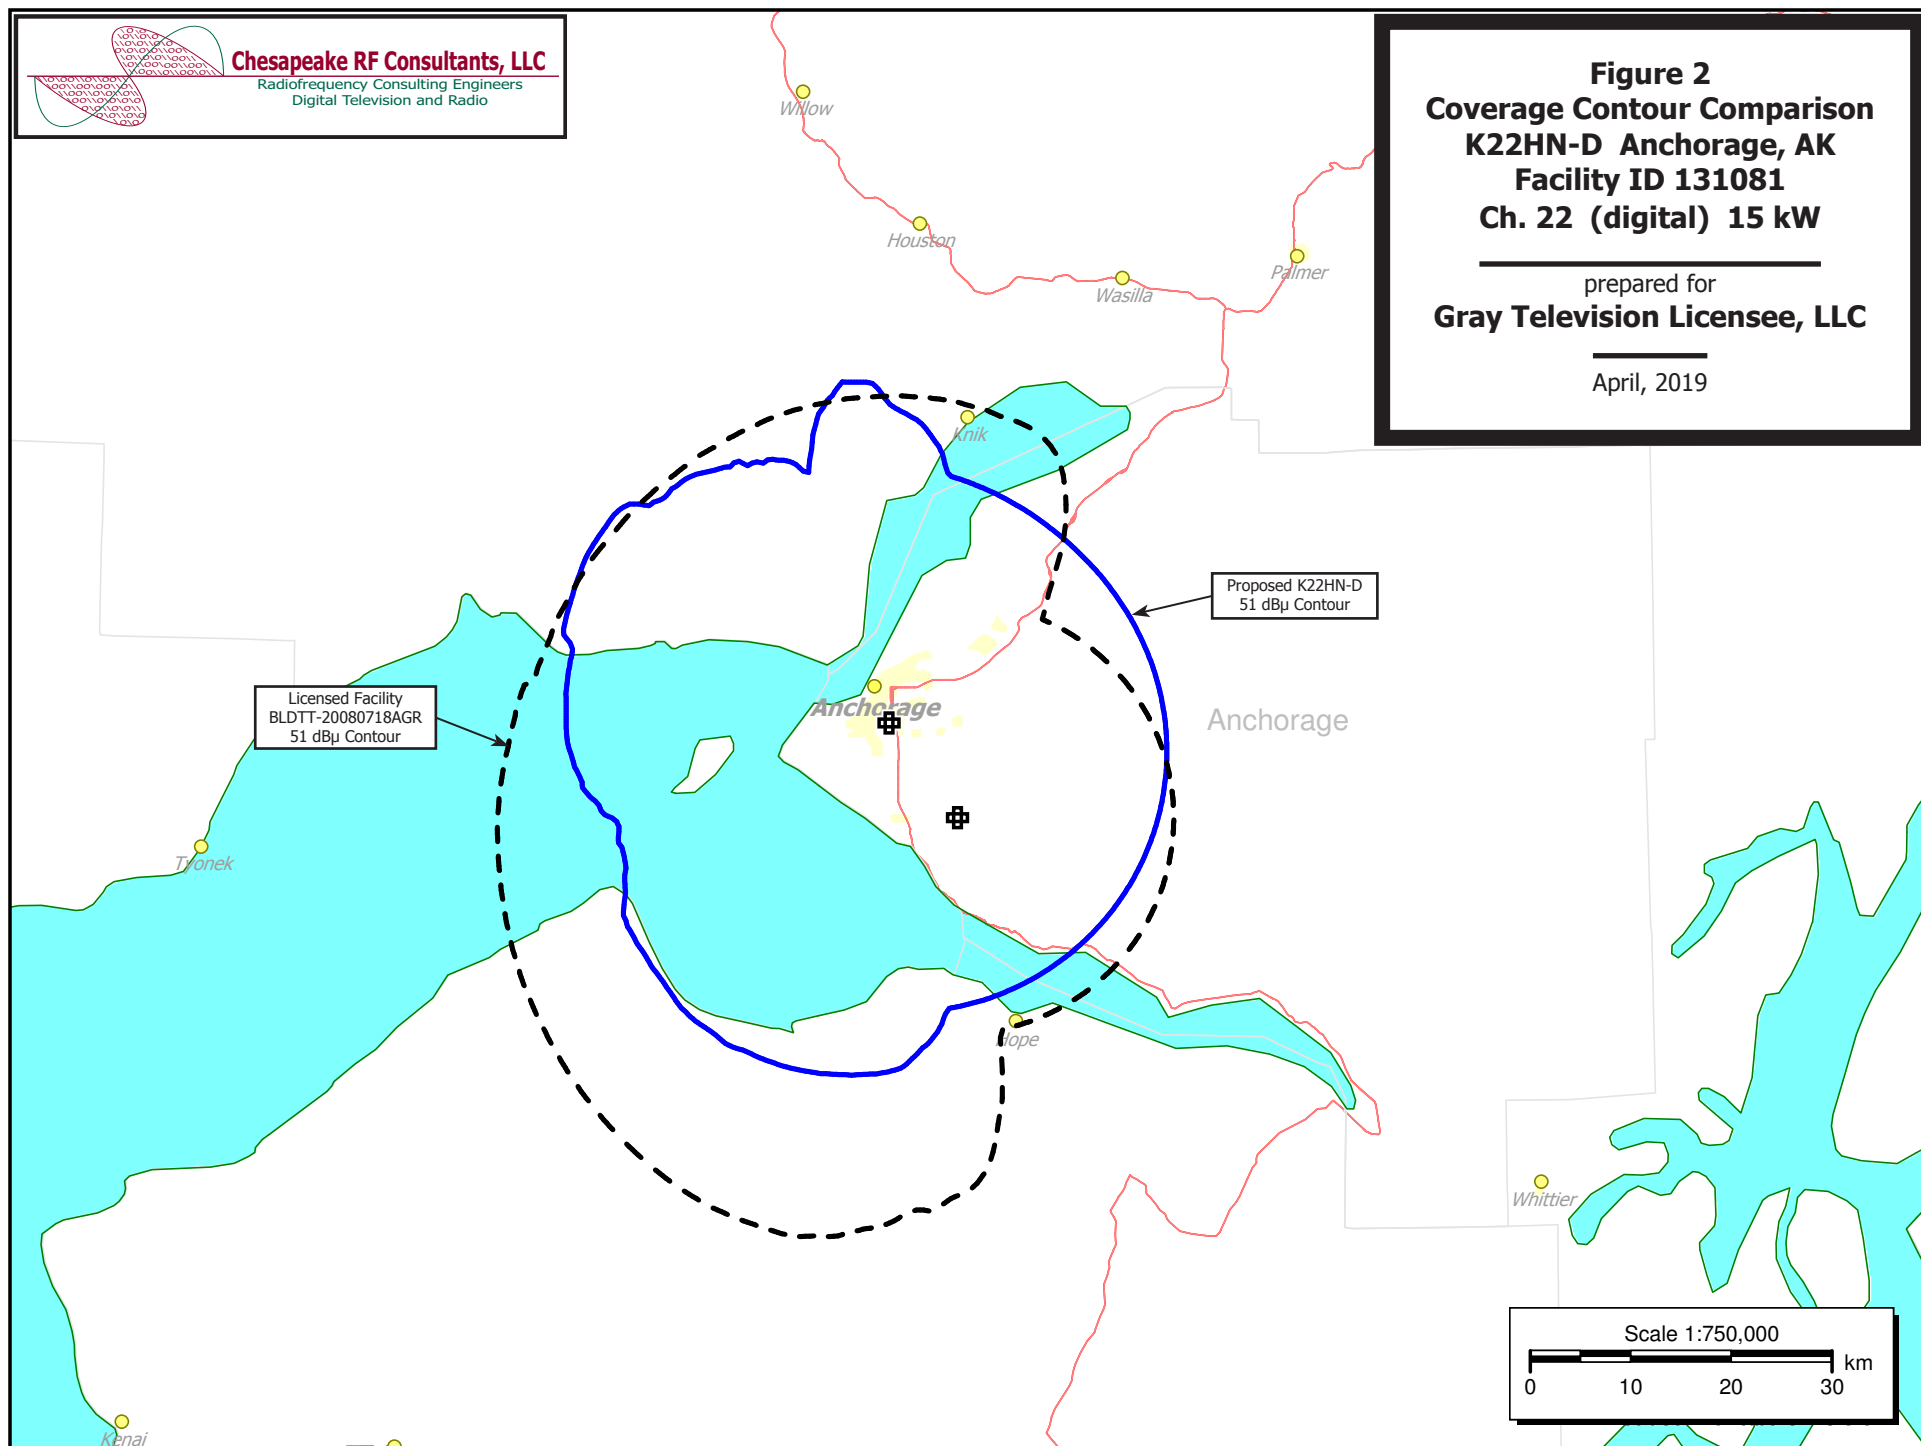 Chesapeake RF Consultants, LLC
Radiofrequency Consulting Engineers
Digital Television and Radio
Figure 2
Coverage Contour Comparison
K22HN-D Anchorage, AK
Facility ID 131081
Ch. 22 (digital) 15 kW
prepared for
Gray Television Licensee, LLC
April, 2019
Willow
Houston
Wasilla
Palmer
Knik
Proposed K22HN-D
51 dBµ Contour
Licensed Facility
BLDTT-20080718AGR
51 dBµ Contour
Anchorage
Anchorage
Tyonek
Hope
Whittier
Kenai
Scale 1:750,000
km
0 10 20 30